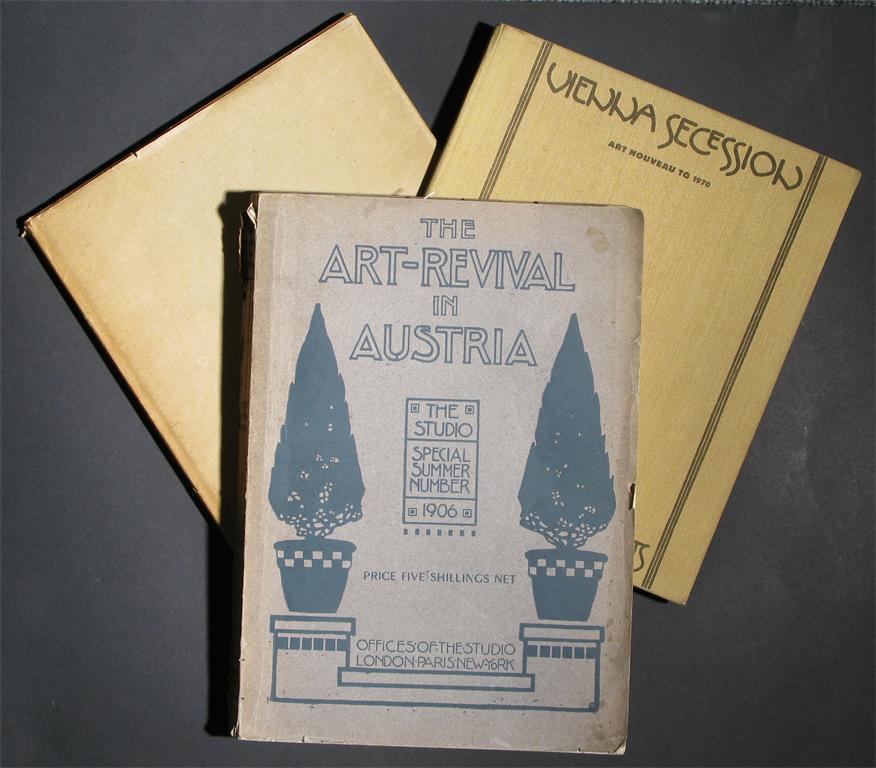 VIENNA SECESSION
ART NOUVEAU TO 1970
THE
ART-REVIVAL
IN
AUSTRIA
THE
STUDIO
SPECIAL
SUMMER
NUMBER
1906
PRICE FIVE SHILLINGS NET
OFFICES·OF·THE·STUDIO
LONDON·PARIS·NEW·YORK